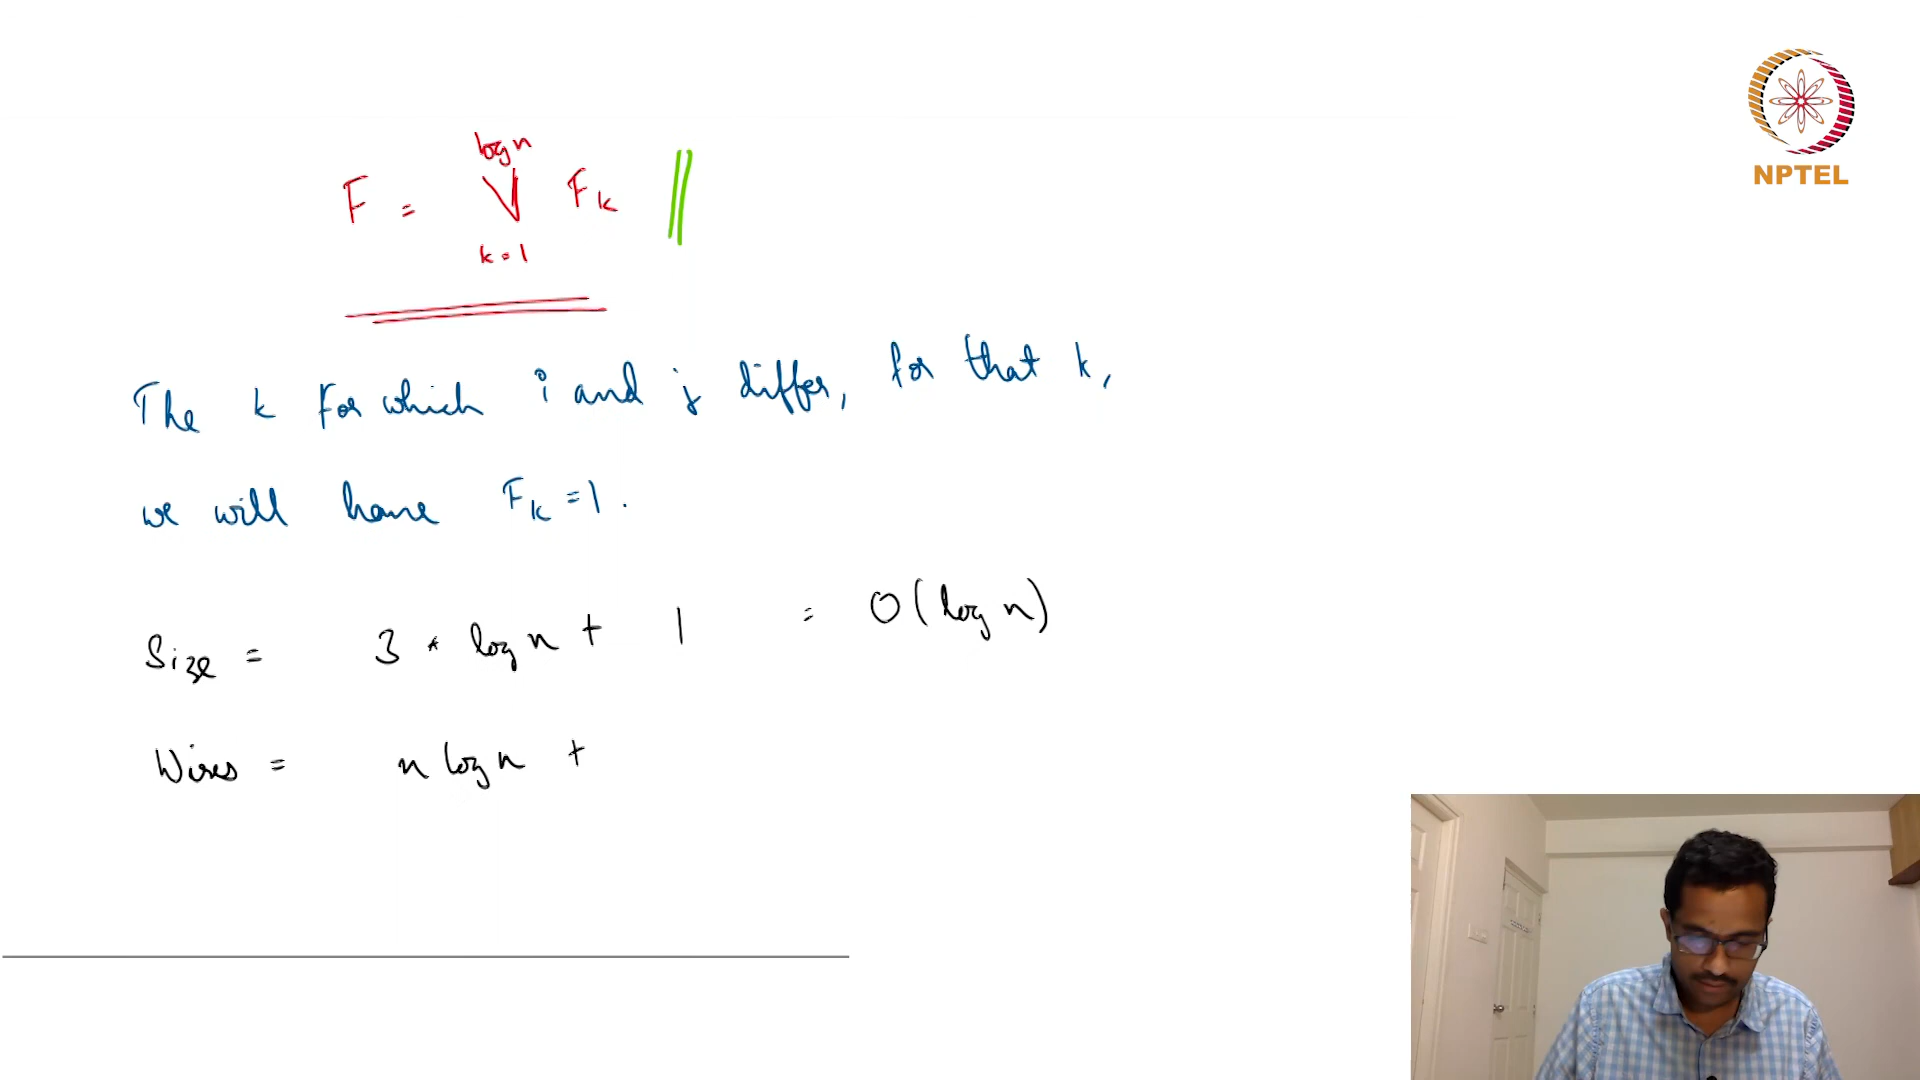 NPTEL
F = ⋁_{k=1}^{log n} F_k
The k for which i and j differ, for that k,
we will have F_k = 1.
Size = 3 * log n + 1 = O(log n)
Wires = n log n +